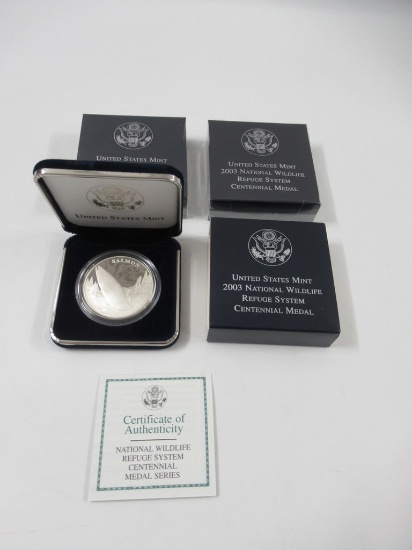 UNITED STATES MINT
UNITED STATES MINT
2003 NATIONAL WILDLIFE
REFUGE SYSTEM
CENTENNIAL MEDAL
UNITED STATES MINT
SALMON
UNITED STATES MINT
2003 NATIONAL WILDLIFE
REFUGE SYSTEM
CENTENNIAL MEDAL
Certificate of
Authenticity
NATIONAL WILDLIFE
REFUGE SYSTEM
CENTENNIAL
MEDAL SERIES